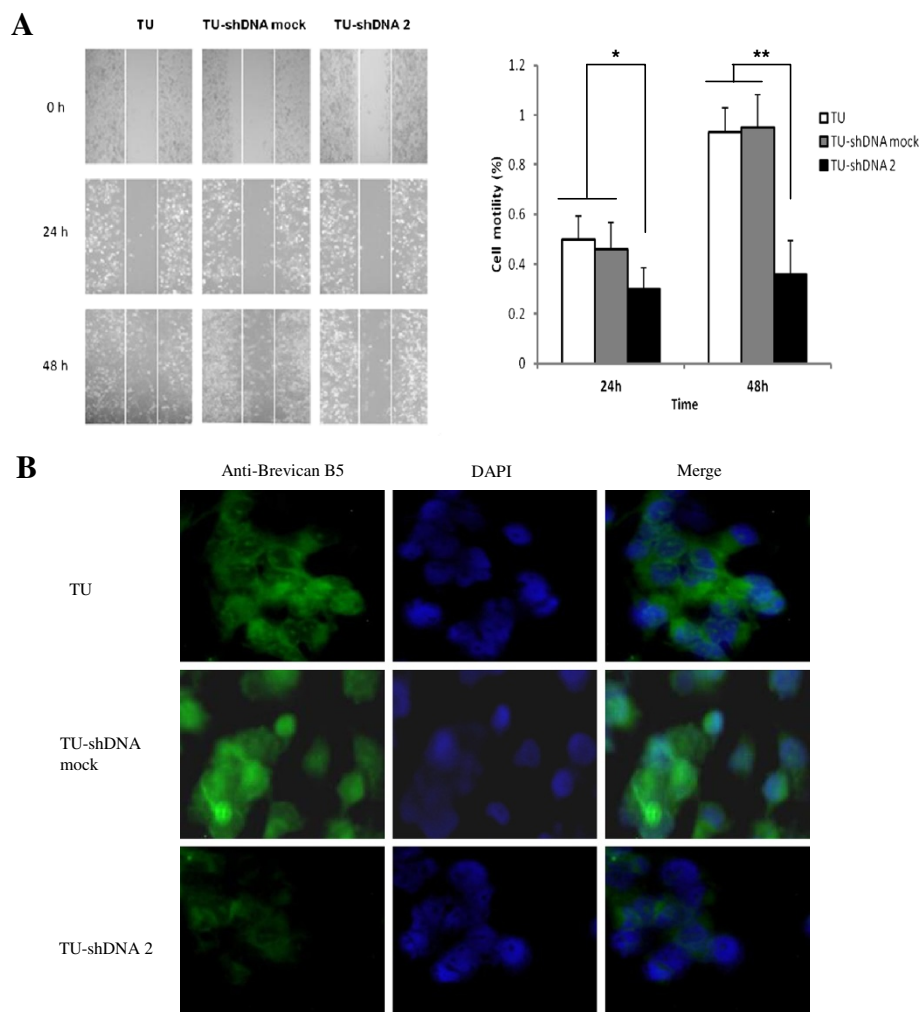 A
TU
TU-shDNA mock
TU-shDNA 2
0 h
24 h
48 h
Cell motility (%)
1.2
1
0.8
0.6
0.4
0.2
0
*
**
24h
48h
Time
TU
TU-shDNA mock
TU-shDNA 2
B
Anti-Brevican B5
DAPI
Merge
TU
TU-shDNA
mock
TU-shDNA 2